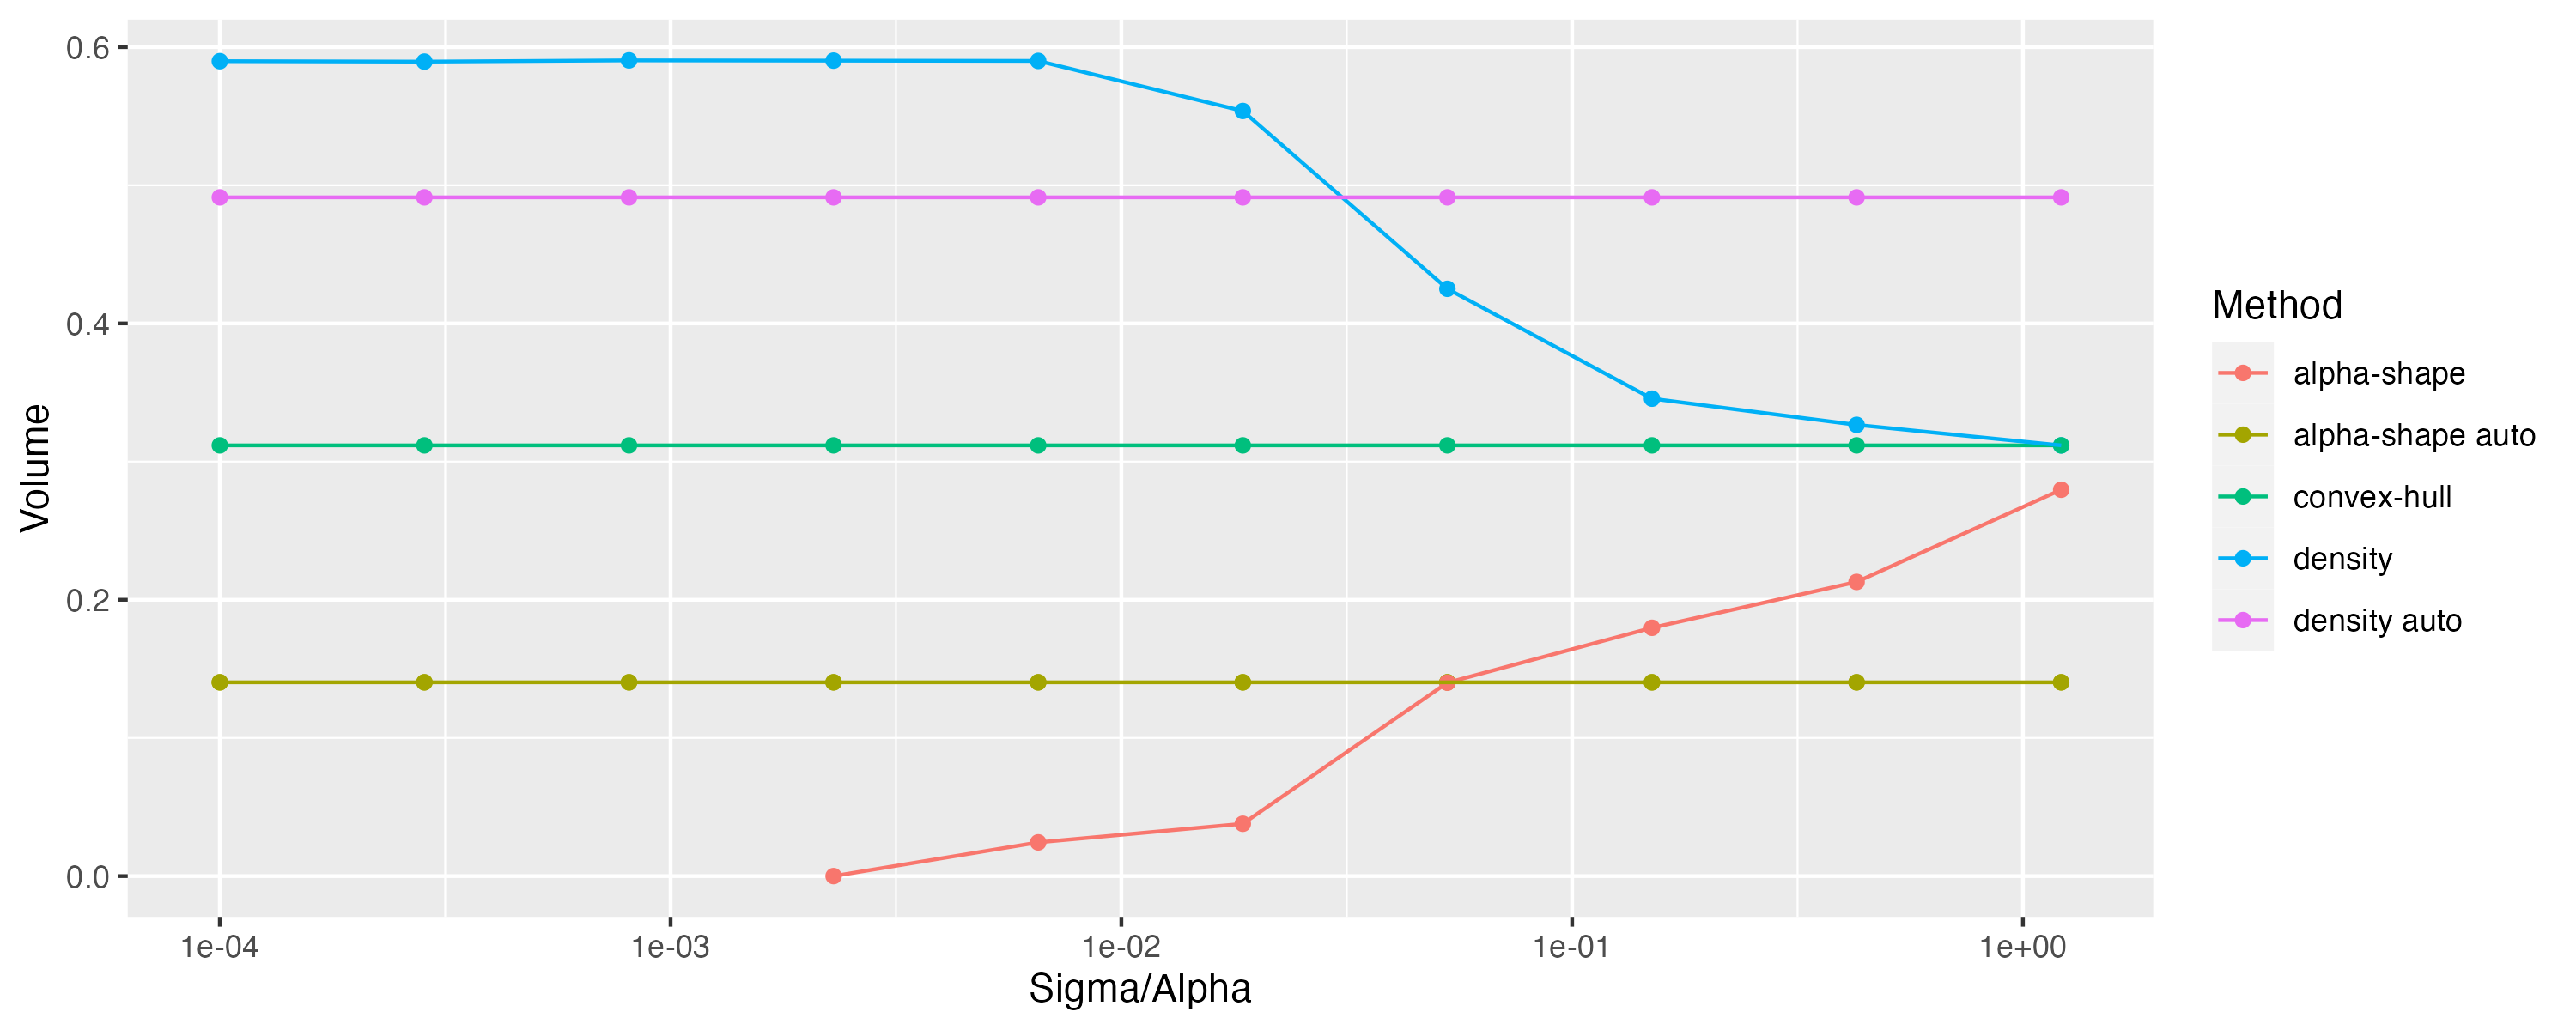 0.6
0.4
0.2
0.0
Volume
1e-04
1e-03
1e-02
1e-01
1e+00
Sigma/Alpha
Method
alpha-shape
alpha-shape auto
convex-hull
density
density auto